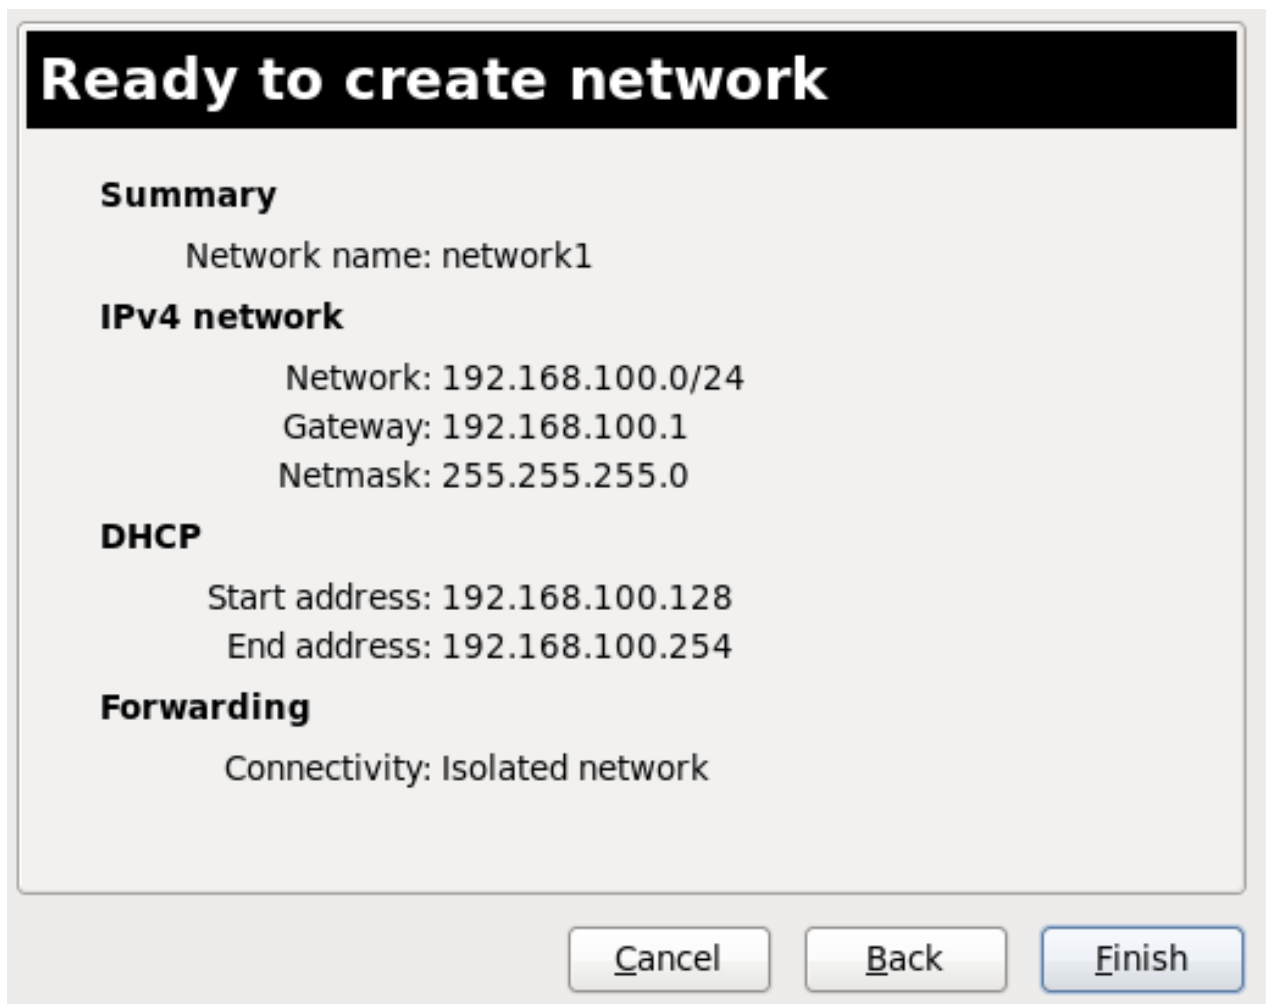 Ready to create network
Summary
Network name: network1
IPv4 network
Network: 192.168.100.0/24
Gateway: 192.168.100.1
Netmask: 255.255.255.0
DHCP
Start address: 192.168.100.128
End address: 192.168.100.254
Forwarding
Connectivity: Isolated network
Cancel Back Finish